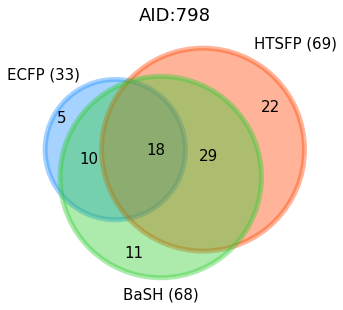 AID:798
HTSFP (69)
ECFP (33)
5
22
10
18
29
11
BaSH (68)